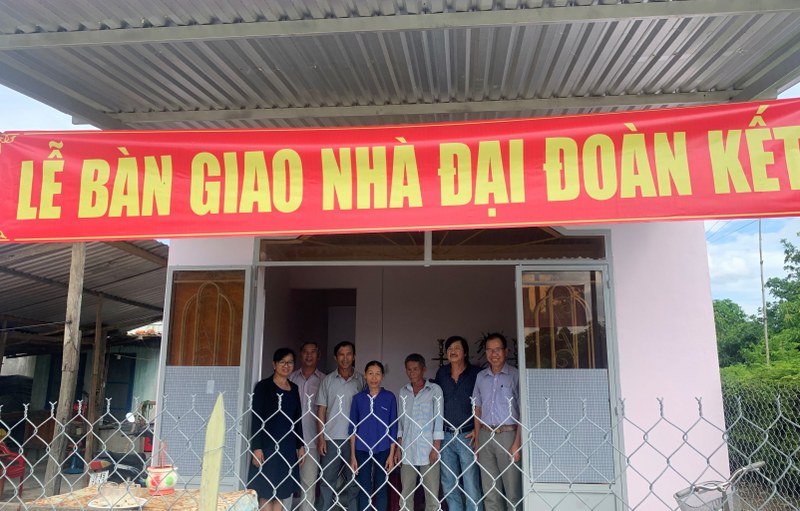 LỄ BÀN GIAO NHÀ ĐẠI ĐOÀN KẾT